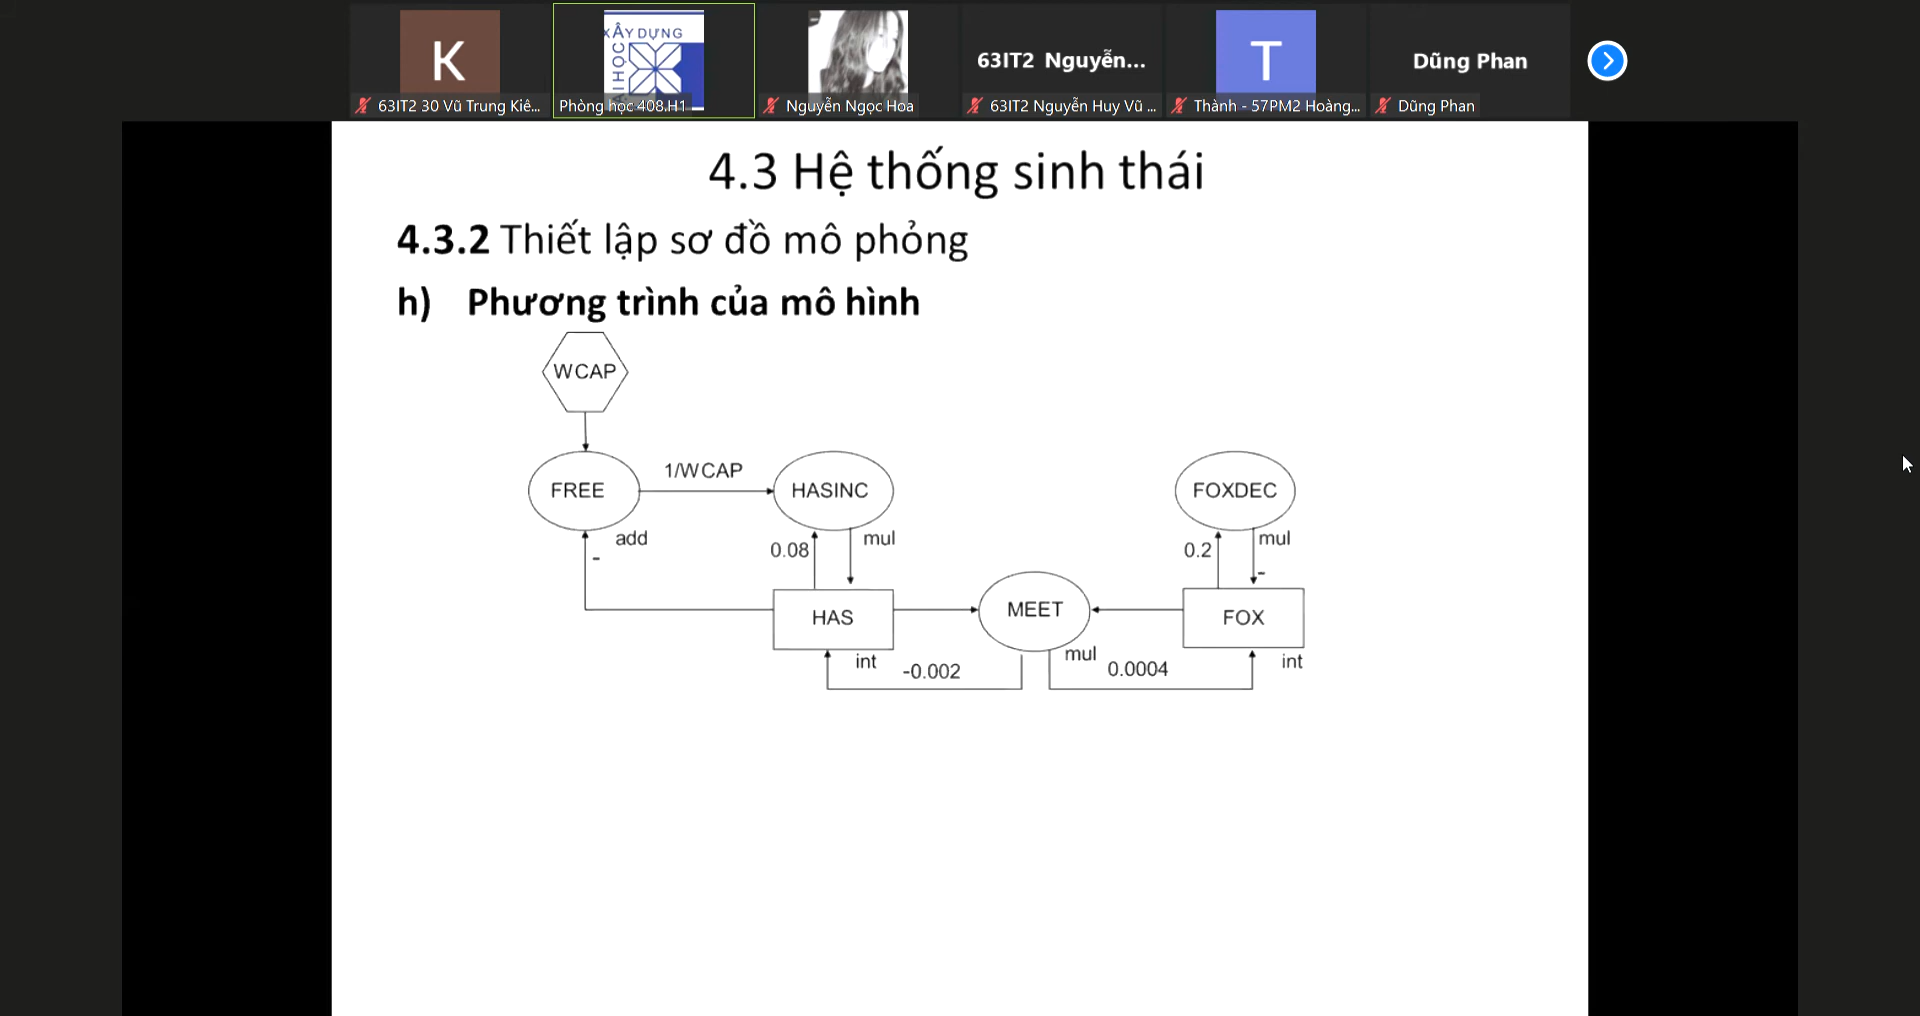 K
XÂY DỰNG
I HỌC
63IT2 Nguyễn...
T
Dũng Phan
63IT2 30 Vũ Trung Kiê...
Phòng học 408.H1
Nguyễn Ngọc Hoa
63IT2 Nguyễn Huy Vũ ...
Thành - 57PM2 Hoàng...
Dũng Phan
4.3 Hệ thống sinh thái
4.3.2 Thiết lập sơ đồ mô phỏng
h) Phương trình của mô hình
WCAP
FREE
1/WCAP
HASINC
FOXDEC
add
-
0.08
mul
0.2
mul
-
HAS
MEET
FOX
int
-0.002
mul
0.0004
int